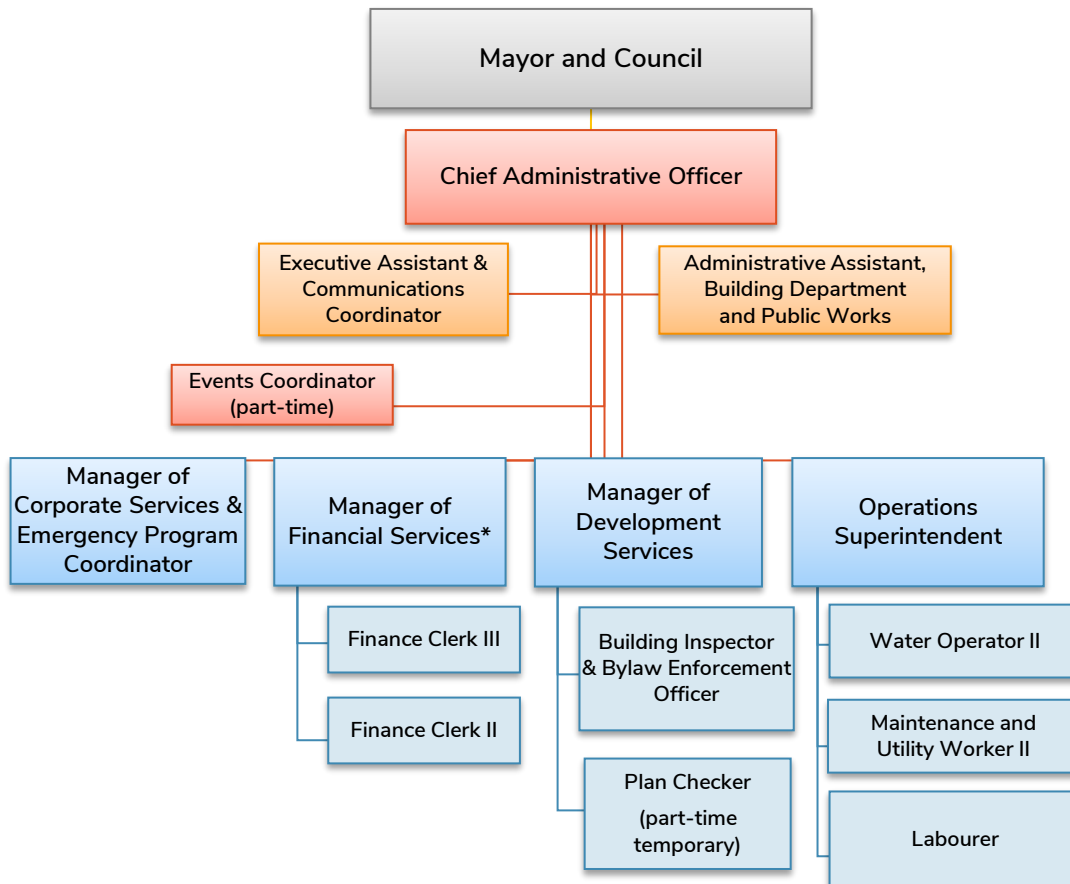 Mayor and Council
Chief Administrative Officer
Executive Assistant &
Communications
Coordinator
Administrative Assistant,
Building Department
and Public Works
Events Coordinator
(part-time)
Manager of
Corporate Services &
Emergency Program
Coordinator
Manager of
Financial Services*
Manager of
Development
Services
Operations
Superintendent
Finance Clerk III
Finance Clerk II
Building Inspector
& Bylaw Enforcement
Officer
Plan Checker
(part-time
temporary)
Water Operator II
Maintenance and
Utility Worker II
Labourer